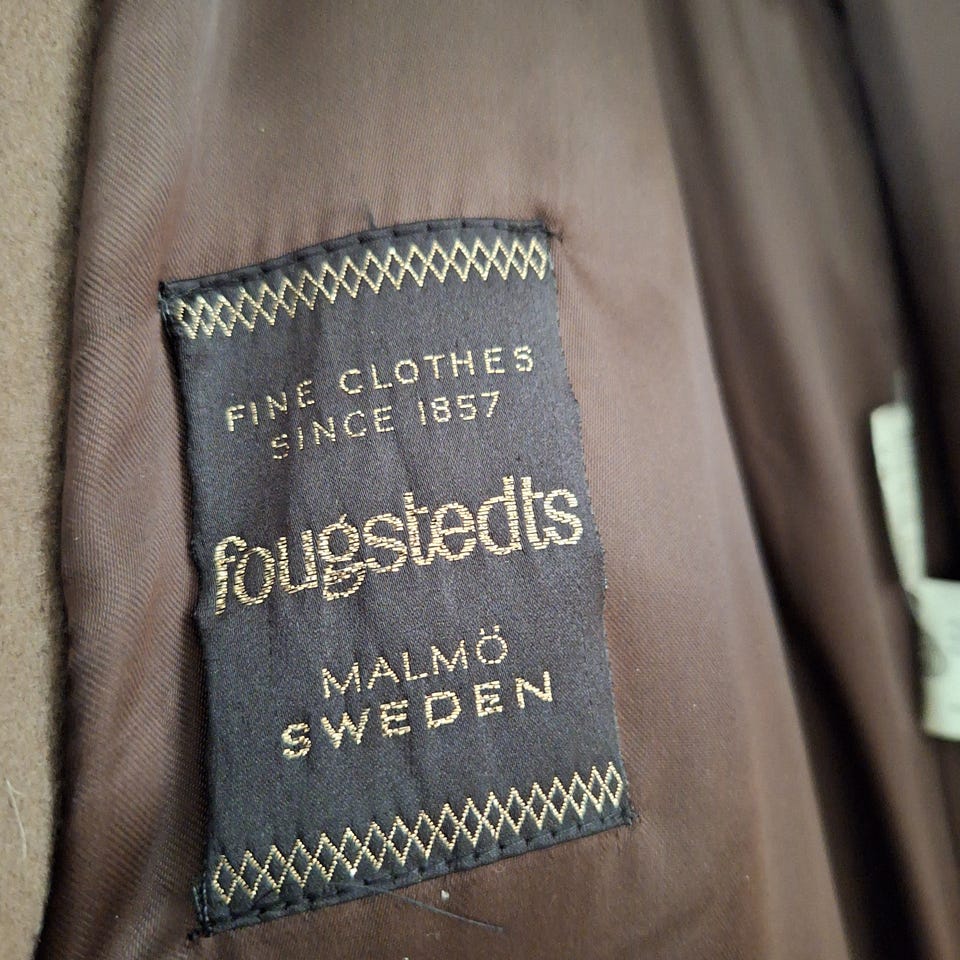 FINE CLOTHES
SINCE 1857
fougstedts
MALMÖ
SWEDEN